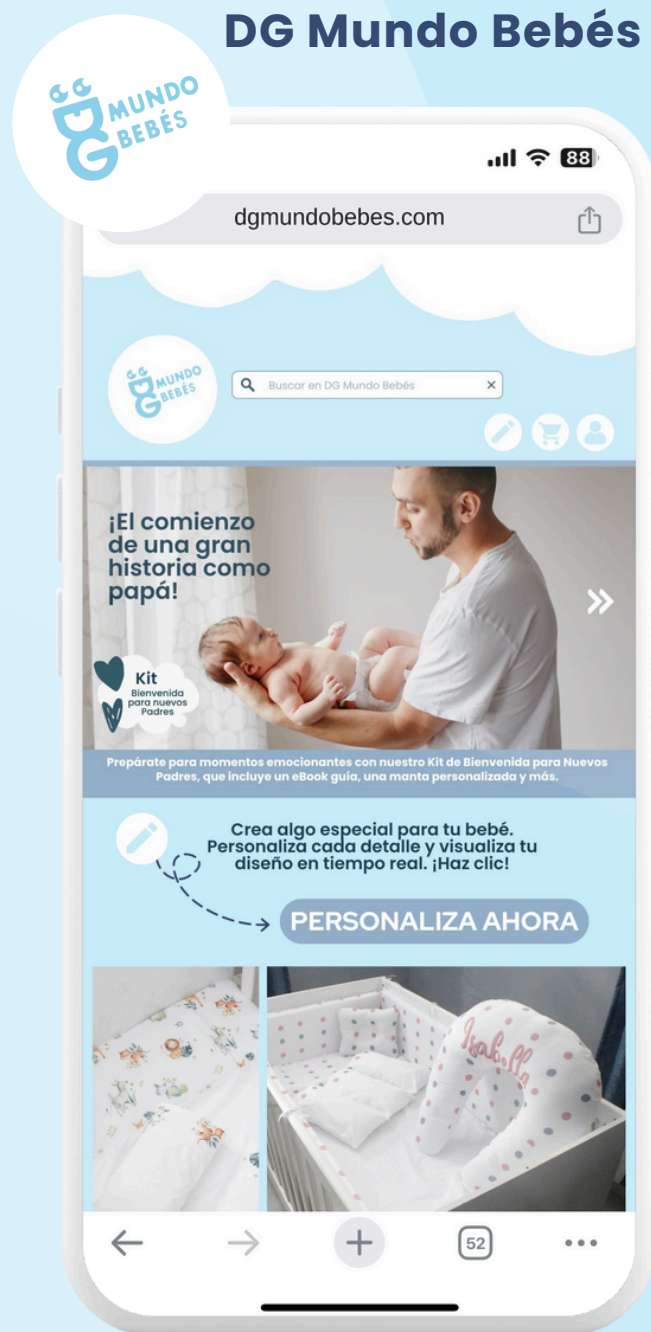 DG Mundo Bebés
DG MUNDO
BEBÉS
88
dgmundobebes.com
DG MUNDO
BEBÉS
Buscar en DG Mundo Bebés
¡El comienzo
de una gran
historia como
papá!
Kit
Bienvenida
para nuevos
Padres
Prepárate para momentos emocionantes con nuestro Kit de Bienvenida para Nuevos
Padres, que incluye un eBook guía, una manta personalizada y más.
Crea algo especial para tu bebé.
Personaliza cada detalle y visualiza tu
diseño en tiempo real. ¡Haz clic!
PERSONALIZA AHORA
Isabella
52